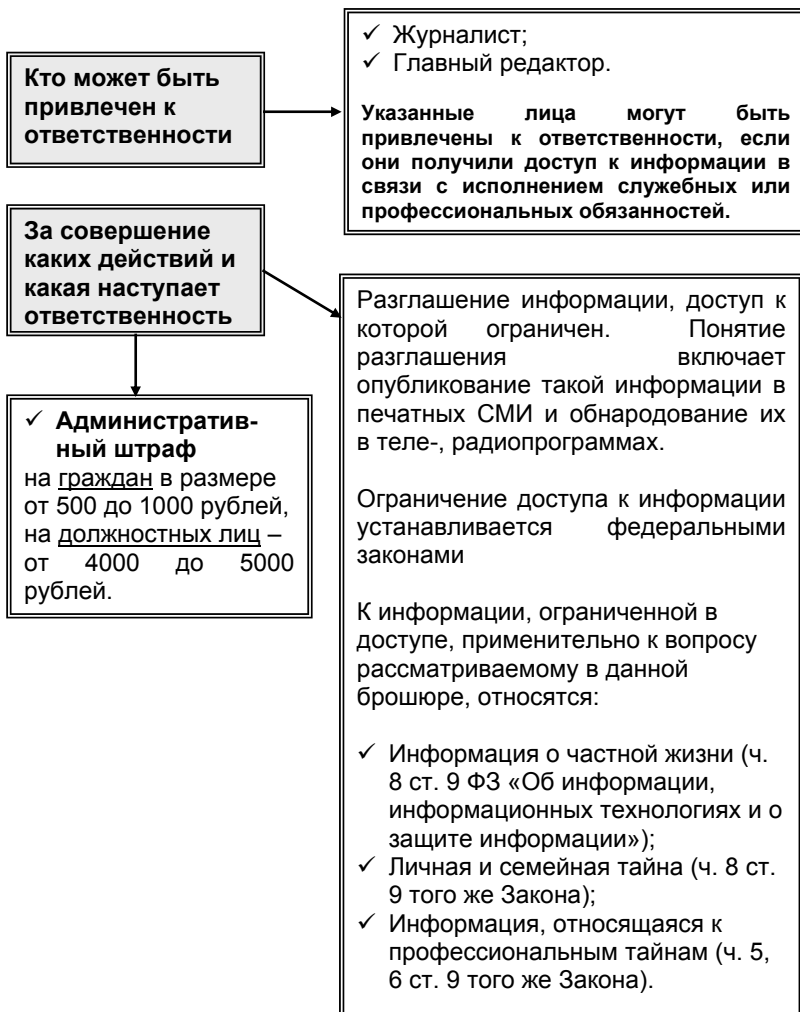 Кто может быть
привлечен к
ответственности
✓ Журналист;
✓ Главный редактор.
Указанные лица могут быть
привлечены к ответственности, если
они получили доступ к информации в
связи с исполнением служебных или
профессиональных обязанностей.
За совершение
каких действий и
какая наступает
ответственность
✓ Административ-
ный штраф
на граждан в размере
от 500 до 1000 рублей,
на должностных лиц –
от 4000 до 5000
рублей.
Разглашение информации, доступ к
которой ограничен. Понятие
разглашения включает
опубликование такой информации в
печатных СМИ и обнародование их
в теле-, радиопрограммах.
Ограничение доступа к информации
устанавливается федеральными
законами
К информации, ограниченной в
доступе, применительно к вопросу
рассматриваемому в данной
брошюре, относятся:
✓ Информация о частной жизни (ч.
8 ст. 9 ФЗ «Об информации,
информационных технологиях и о
защите информации»);
✓ Личная и семейная тайна (ч. 8 ст.
9 того же Закона);
✓ Информация, относящаяся к
профессиональным тайнам (ч. 5,
6 ст. 9 того же Закона).